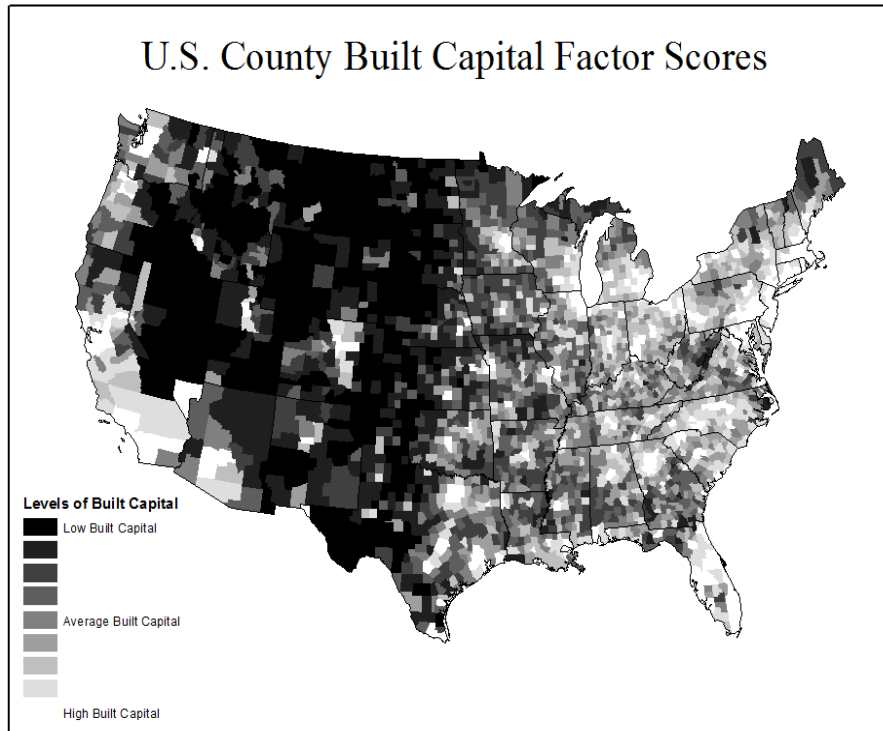 U.S. County Built Capital Factor Scores
Levels of Built Capital
Low Built Capital
Average Built Capital
High Built Capital